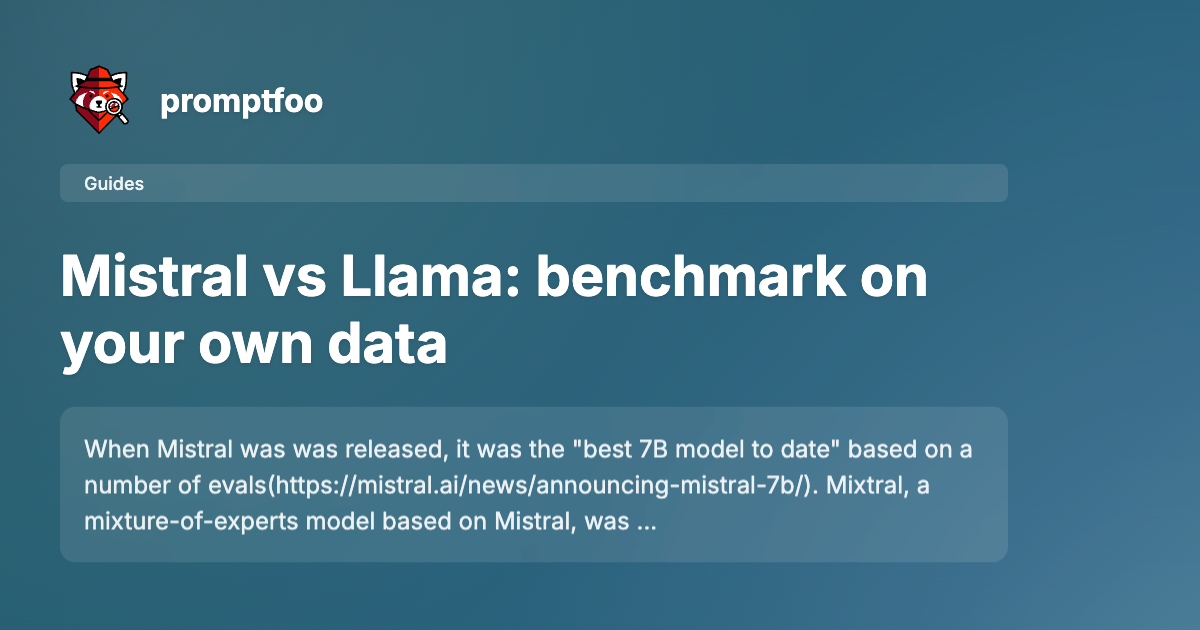 promptfoo
Guides
Mistral vs Llama: benchmark on
your own data
When Mistral was was released, it was the "best 7B model to date" based on a
number of evals(https://mistral.ai/news/announcing-mistral-7b/). Mixtral, a
mixture-of-experts model based on Mistral, was ...